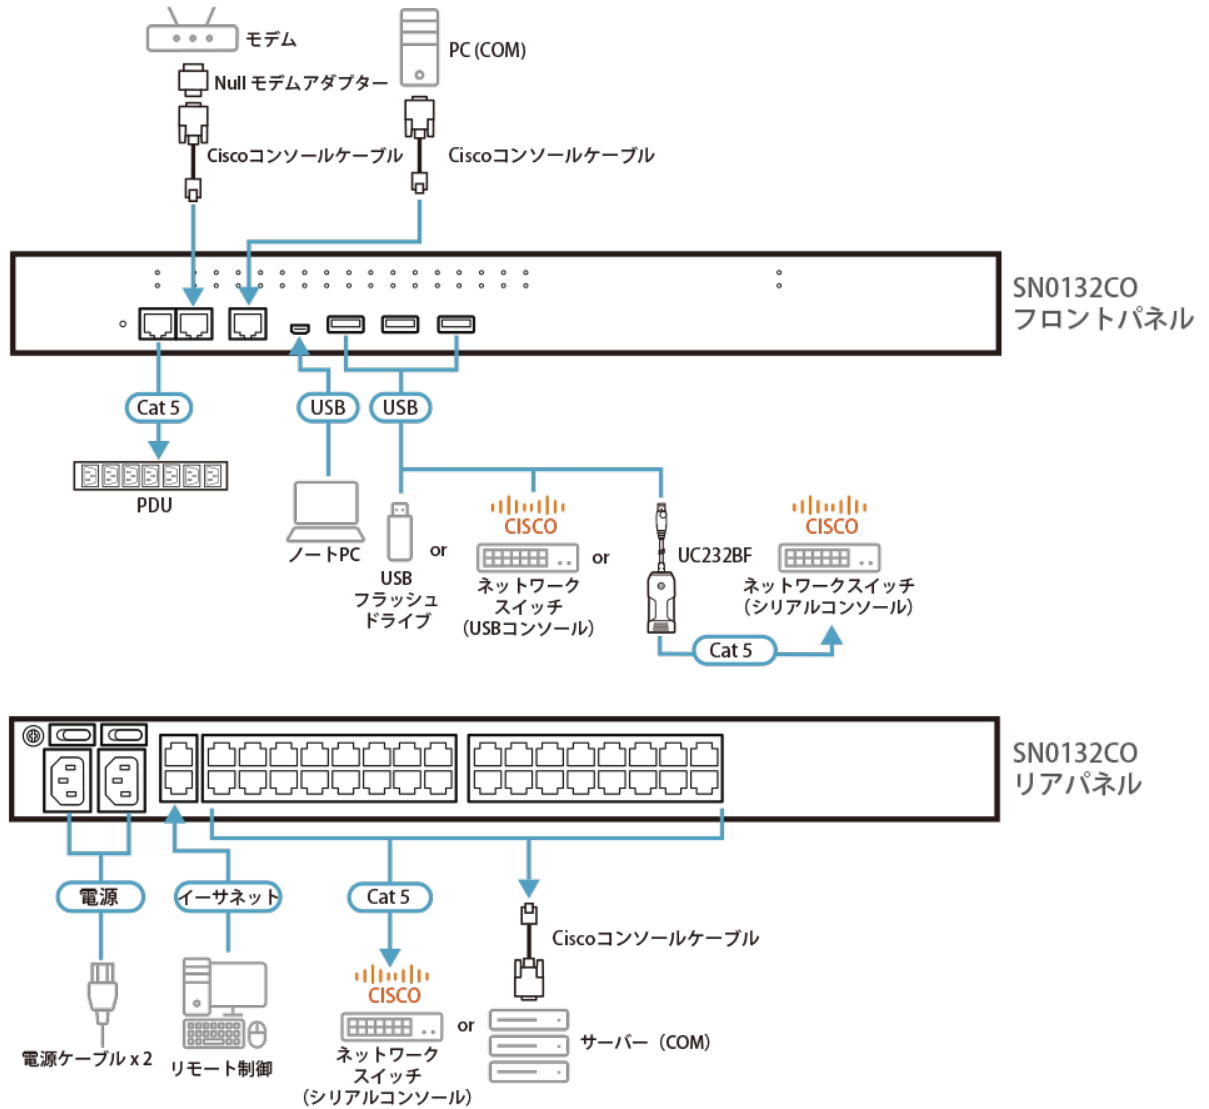 モデム
PC (COM)
Null モデムアダプター
Ciscoコンソールケーブル
Ciscoコンソールケーブル
SN0132CO
フロントパネル
Cat 5
USB
USB
PDU
ノートPC
USB
フラッシュ
ドライブ
or
CISCO
ネットワーク
スイッチ
(USBコンソール)
or
UC232BF
CISCO
ネットワークスイッチ
(シリアルコンソール)
Cat 5
SN0132CO
リアパネル
電源
イーサネット
Cat 5
Ciscoコンソールケーブル
電源ケーブル x 2
リモート制御
CISCO
ネットワーク
スイッチ
(シリアルコンソール)
or
サーバー（COM）